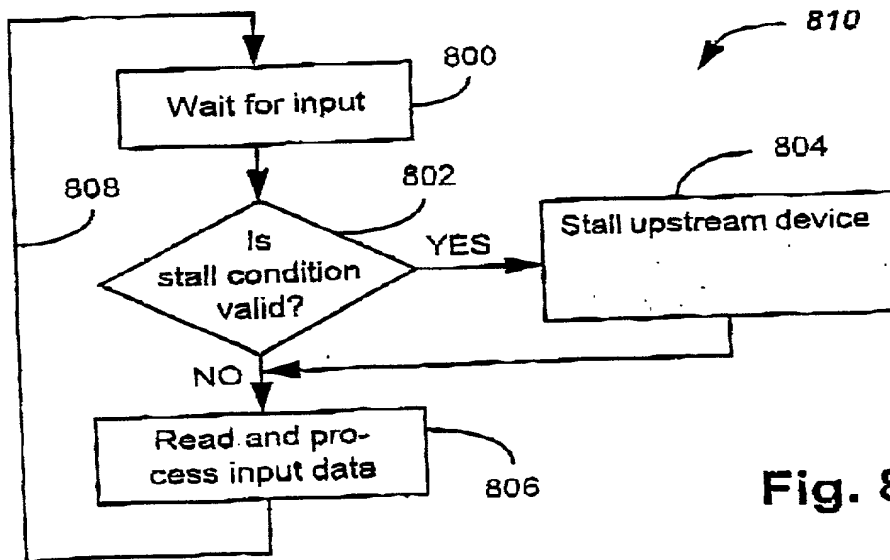 810
800
Wait for input
808
802
804
Is
stall condition
valid?
YES
Stall upstream device
NO
Read and pro-
cess input data
806
Fig. 8